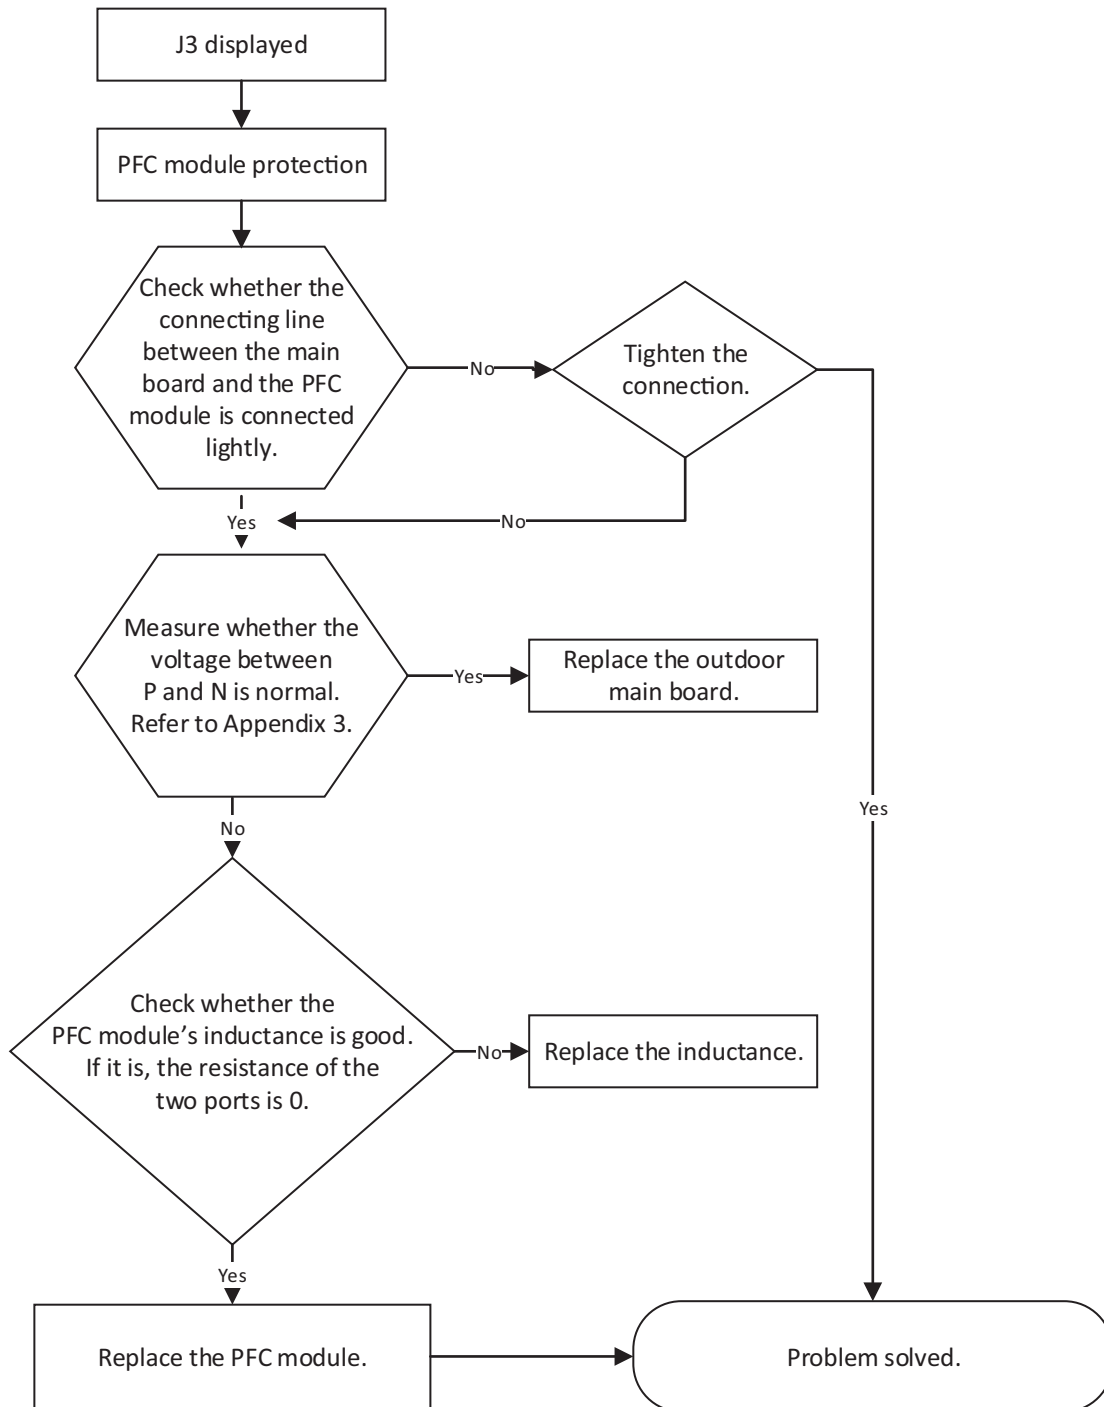 J3 displayed
PFC module protection
Check whether the
connecting line
between the main
board and the PFC
module is connected
lightly.
No
Tighten the
connection.
Yes
No
Measure whether the
voltage between
P and N is normal.
Refer to Appendix 3.
Yes
Replace the outdoor
main board.
Yes
No
Check whether the
PFC module’s inductance is good.
If it is, the resistance of the
two ports is 0.
No
Replace the inductance.
Yes
Replace the PFC module.
Problem solved.